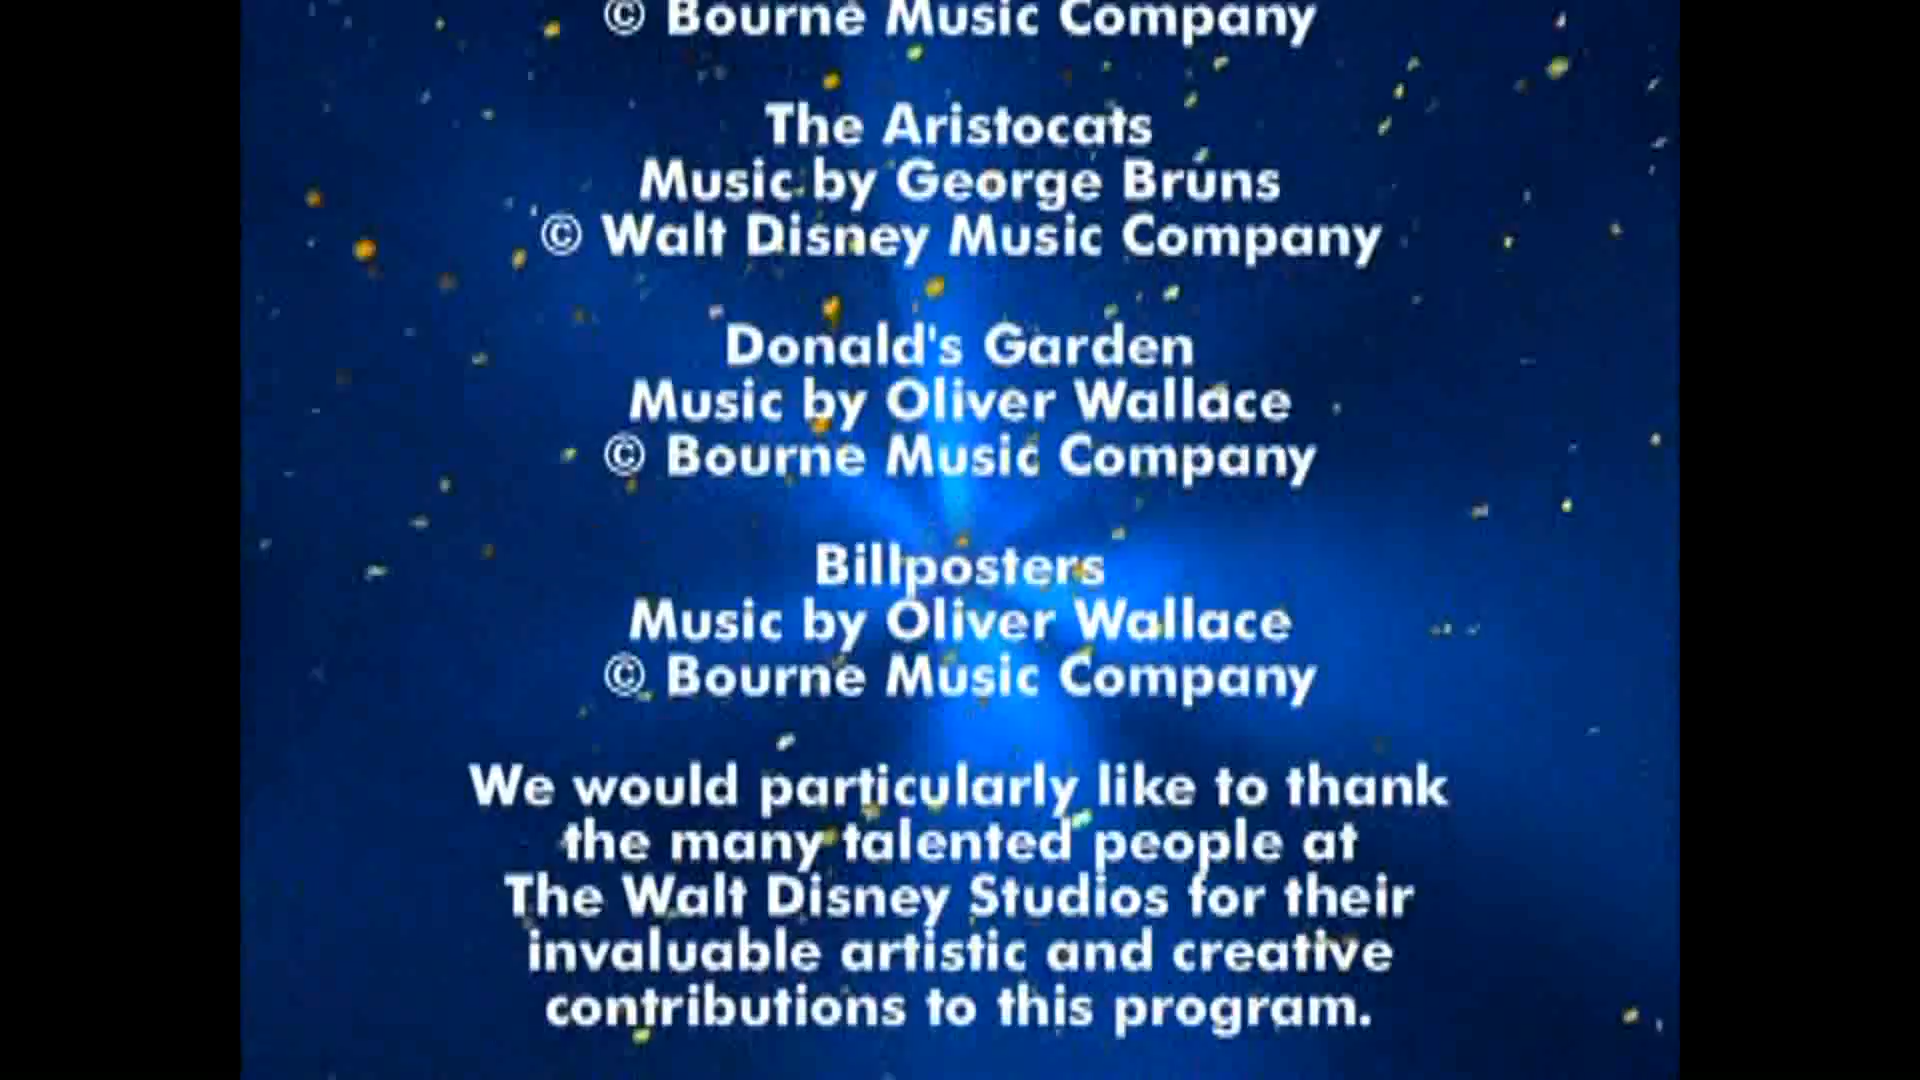 © Bourne Music Company
The Aristocats
Music by George Bruns
© Walt Disney Music Company
Donald's Garden
Music by Oliver Wallace
© Bourne Music Company
Billposters
Music by Oliver Wallace
© Bourne Music Company
We would particularly like to thank
the many talented people at
The Walt Disney Studios for their
invaluable artistic and creative
contributions to this program.